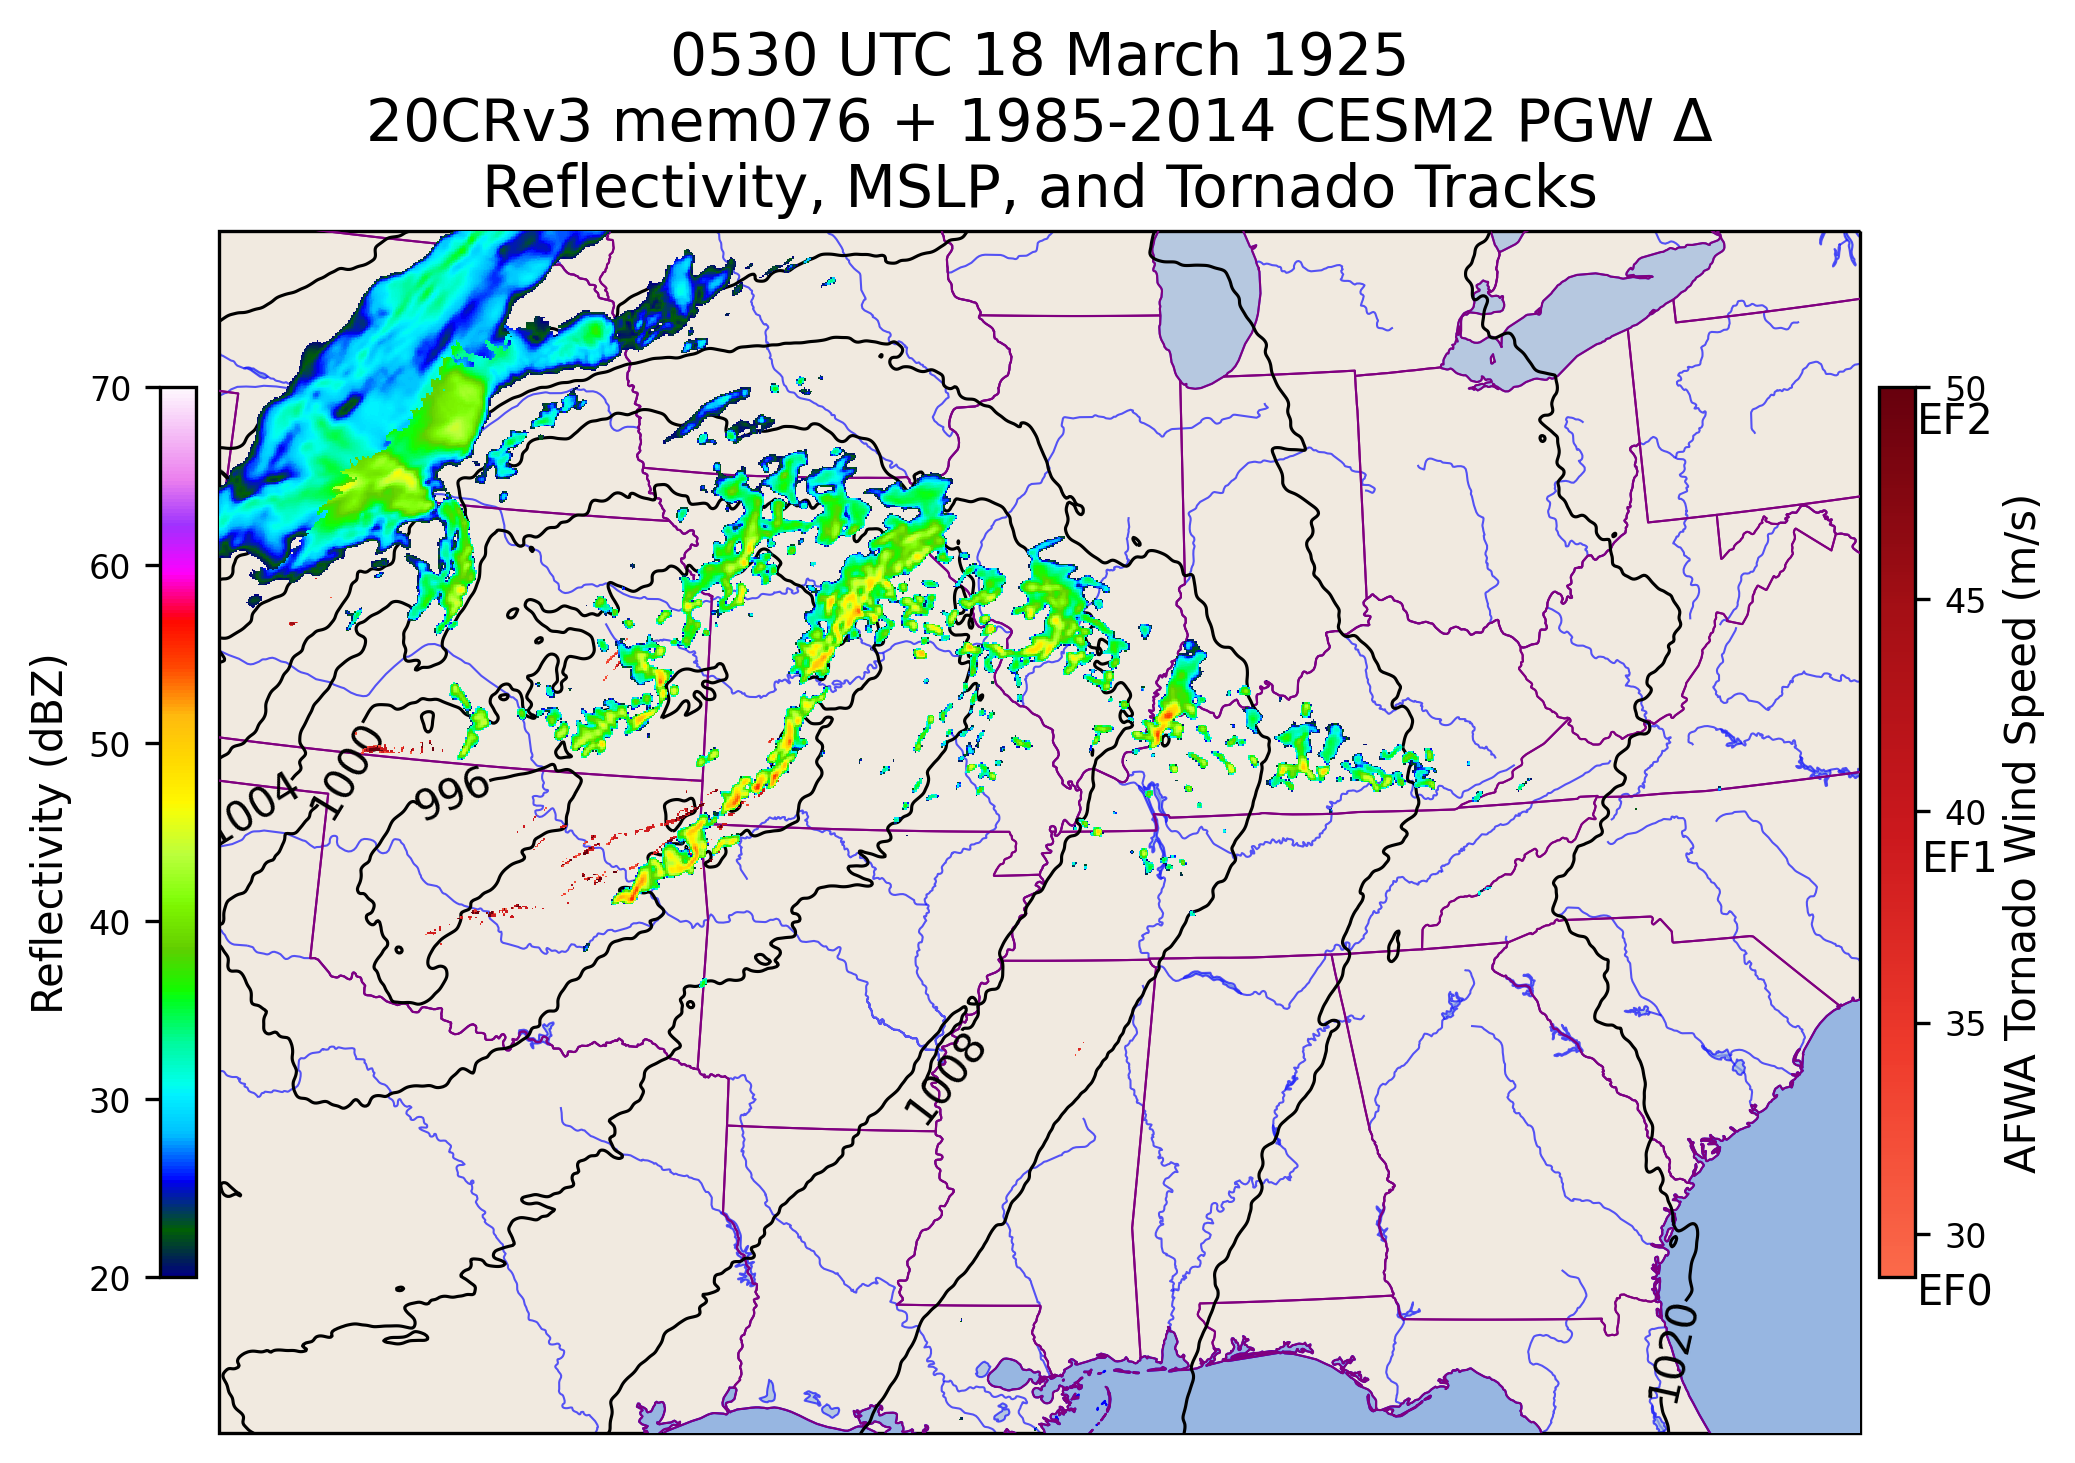 0530 UTC 18 March 1925
20CRv3 mem076 + 1985-2014 CESM2 PGW Δ
Reflectivity, MSLP, and Tornado Tracks
70
60
50
40
30
20
Reflectivity (dBZ)
1004
1000
996
1008
1020
50
EF2
45
40
EF1
35
30
EF0
AFWA Tornado Wind Speed (m/s)